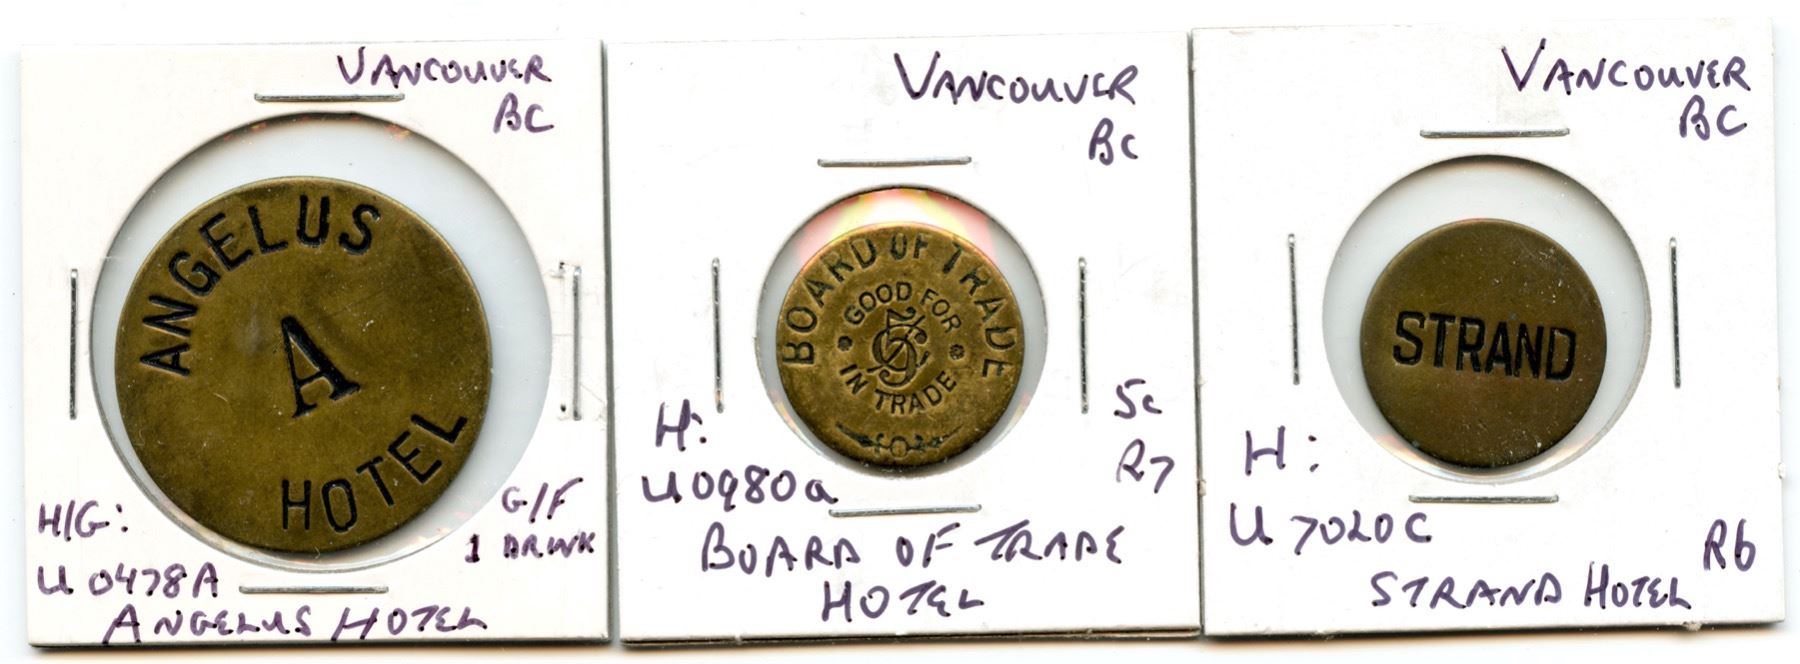 VANCOUVER
BC
ANGELUS
A
HOTEL
H/G:
G/F
1 DRINK
U 0478A
ANGELUS HOTEL
VANCOUVER
BC
BOARD OF TRADE
GOOD FOR
5¢
IN TRADE
H:
5c
R7
U0980a
BOARD OF TRADE
HOTEL
VANCOUVER
BC
STRAND
H:
U 7020C
R6
STRAND HOTEL